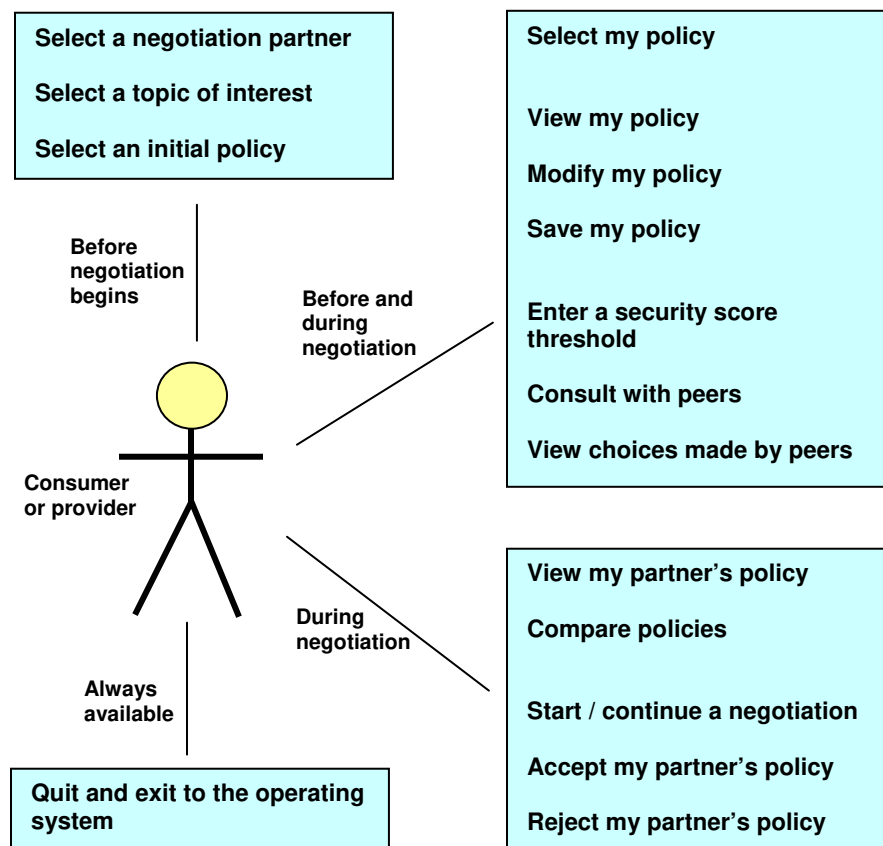 Select a negotiation partner
Select a topic of interest
Select an initial policy
Before
negotiation
begins
Before and
during
negotiation
Select my policy
View my policy
Modify my policy
Save my policy
Enter a security score
threshold
Consult with peers
View choices made by peers
Consumer
or provider
During
negotiation
View my partner’s policy
Compare policies
Start / continue a negotiation
Accept my partner’s policy
Reject my partner’s policy
Always
available
Quit and exit to the operating
system